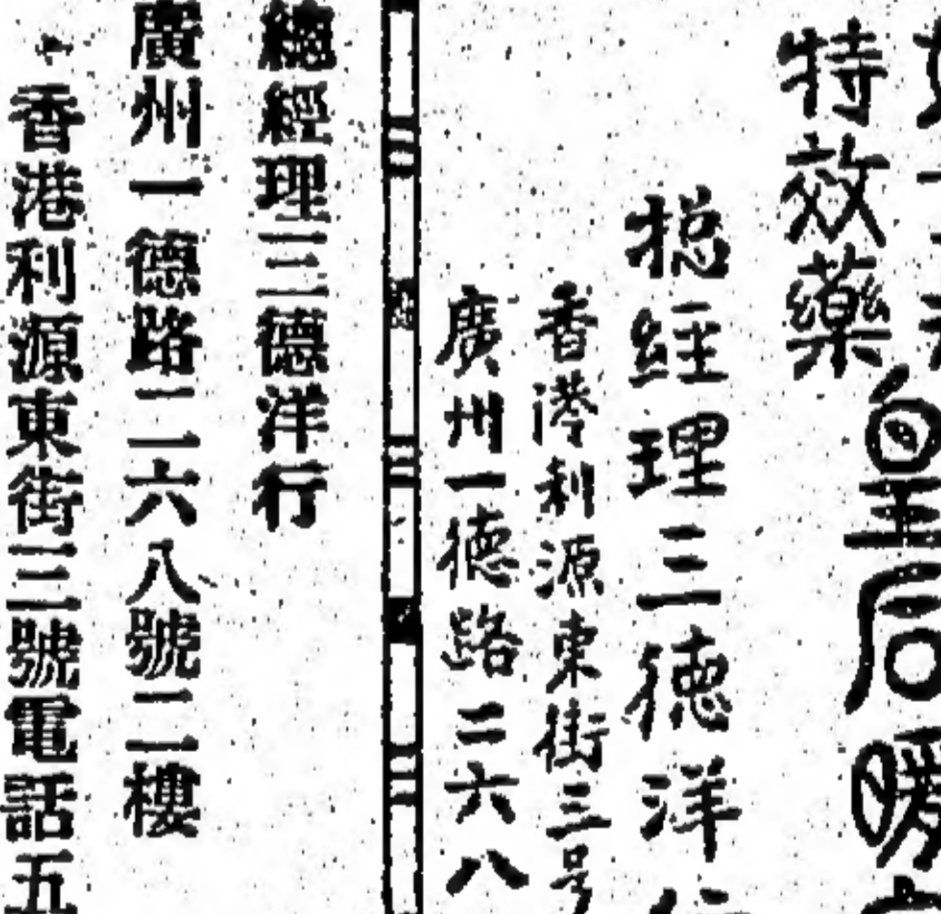 特效藥
皇后暖
總经理三德洋
香港利源東街三号
廣州一德路二六八
總經理三德洋行
廣州一德路二六八號二樓
香港利源東街三號電話五